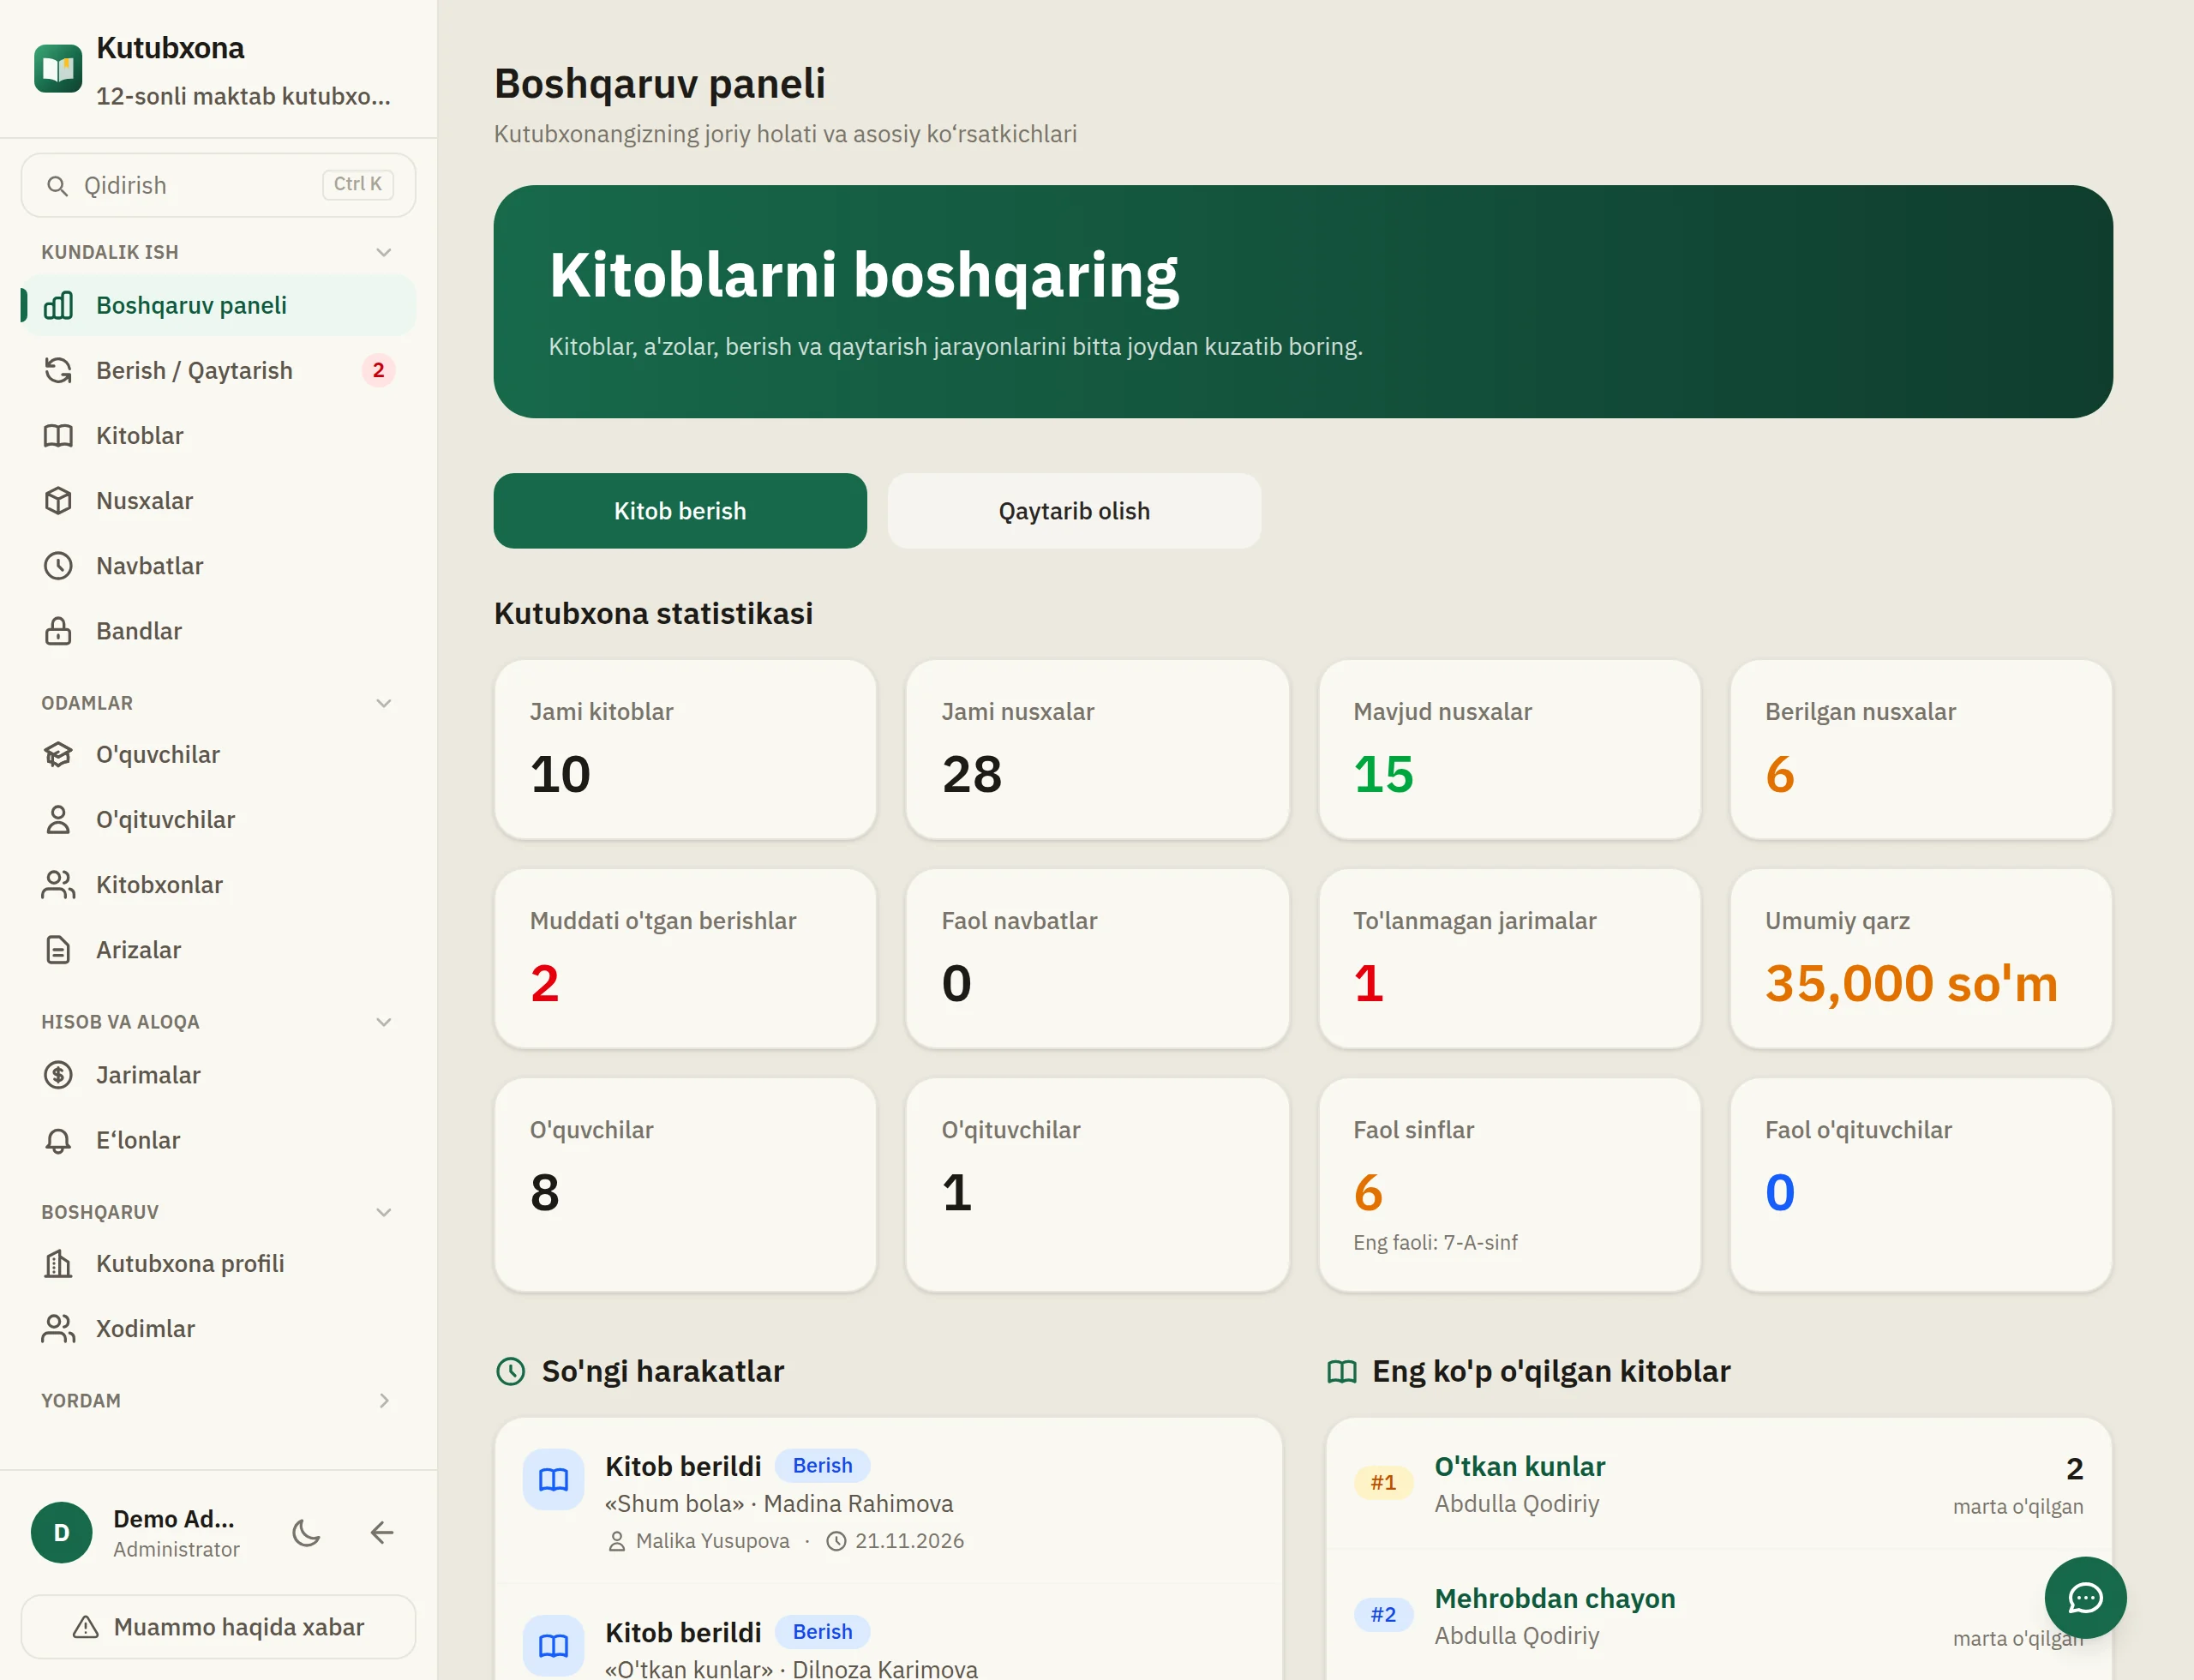 Kutubxona
12-sonli maktab kutubxo...
Qidirish
Ctrl K
KUNDALIK ISH
Boshqaruv paneli
Berish / Qaytarish
2
Kitoblar
Nusxalar
Navbatlar
Bandlar
ODAMLAR
O'quvchilar
O'qituvchilar
Kitobxonlar
Arizalar
HISOB VA ALOQA
Jarimalar
E‘lonlar
BOSHQARUV
Kutubxona profili
Xodimlar
YORDAM
D
Demo Ad...
Administrator
Muammo haqida xabar
Boshqaruv paneli
Kutubxonangizning joriy holati va asosiy ko‘rsatkichlari
Kitoblarni boshqaring
Kitoblar, a'zolar, berish va qaytarish jarayonlarini bitta joydan kuzatib boring.
Kitob berish
Qaytarib olish
Kutubxona statistikasi
Jami kitoblar
10
Jami nusxalar
28
Mavjud nusxalar
15
Berilgan nusxalar
6
Muddati o'tgan berishlar
2
Faol navbatlar
0
To'lanmagan jarimalar
1
Umumiy qarz
35,000 so'm
O'quvchilar
8
O'qituvchilar
1
Faol sinflar
6
Eng faoli: 7-A-sinf
Faol o'qituvchilar
0
So'ngi harakatlar
Kitob berildi
Berish
«Shum bola» · Madina Rahimova
Malika Yusupova · 21.11.2026
Kitob berildi
Berish
«O'tkan kunlar» · Dilnoza Karimova
Eng ko'p o'qilgan kitoblar
#1
O'tkan kunlar
Abdulla Qodiriy
2
marta o'qilgan
#2
Mehrobdan chayon
Abdulla Qodiriy
marta o'qilgan